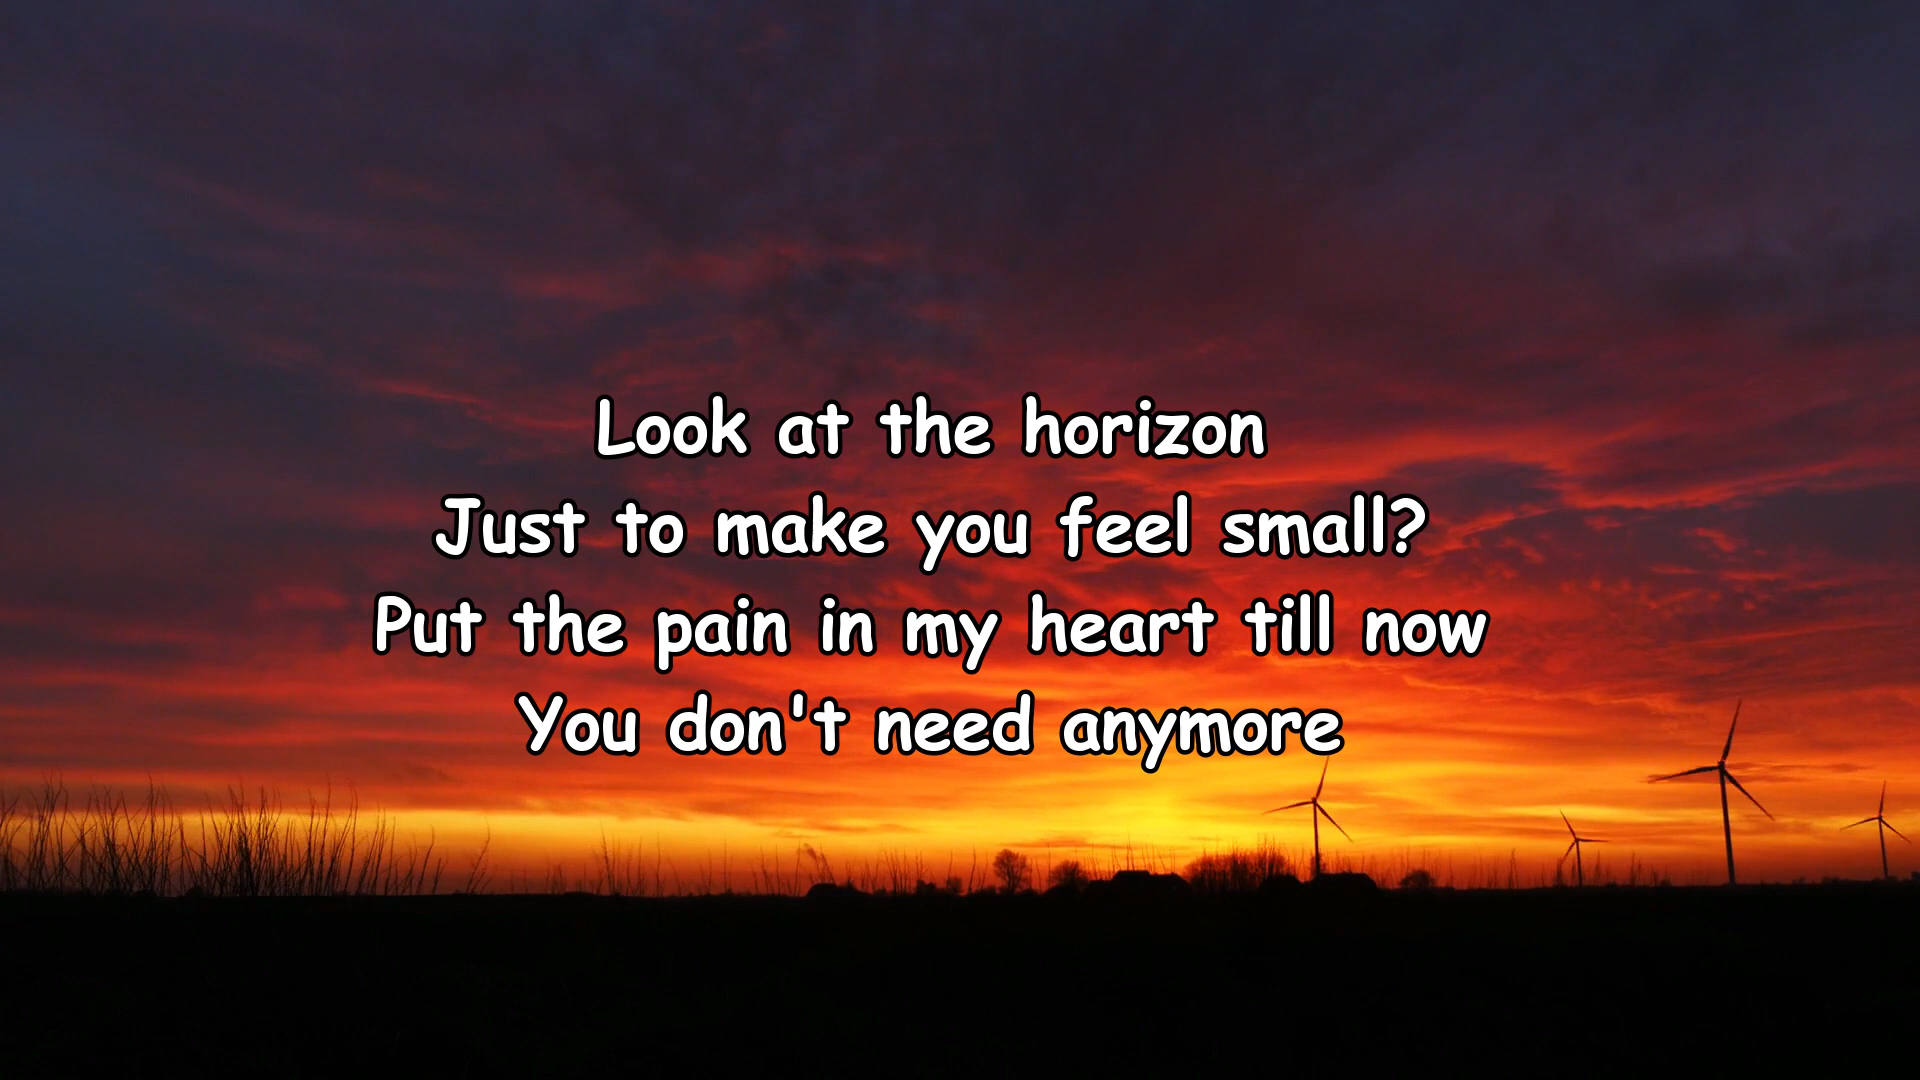 Look at the horizon
Just to make you feel small?
Put the pain in my heart till now
You don't need anymore